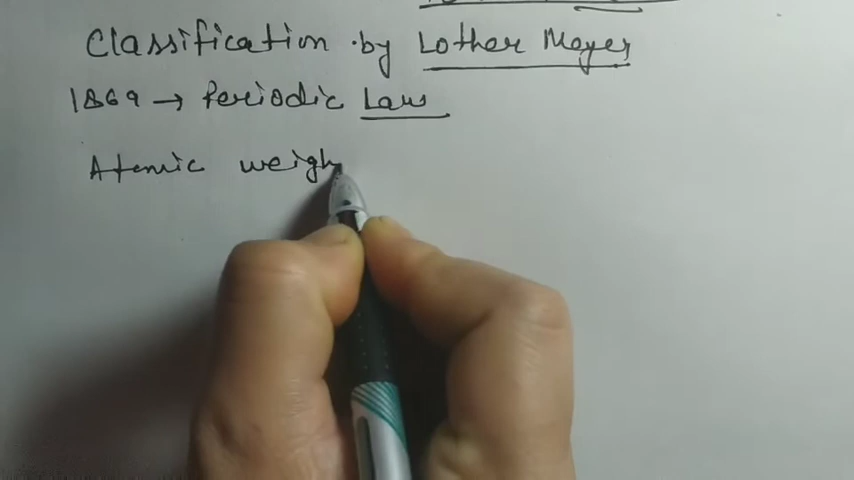 Classification by Lother Meyer
1869 → Periodic Law
Atomic weigh